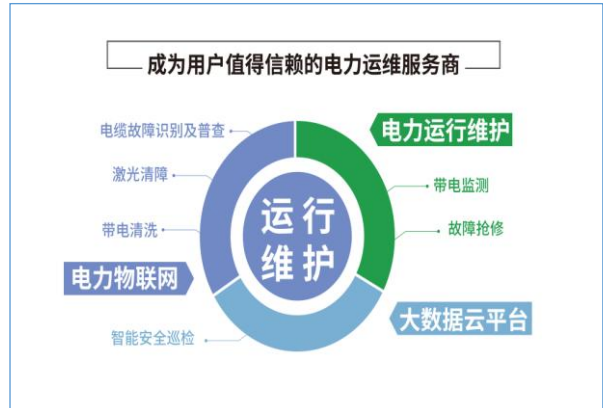 成为用户值得信赖的电力运维服务商
电缆故障识别及普查
激光清障
带电清洗
电力物联网
智能安全巡检
运行
维护
电力运行维护
带电监测
故障抢修
大数据云平台